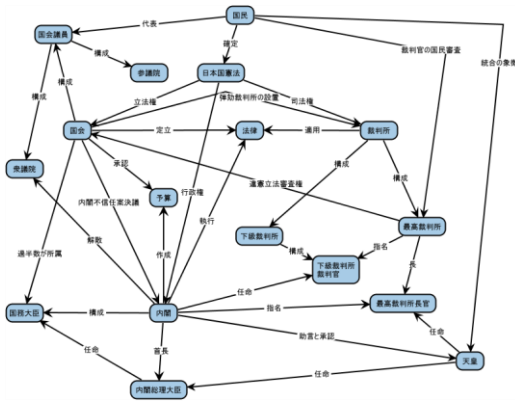 国民
国会議員
代表
構成
参議院
確定
日本国憲法
裁判官の国民審査
統合の象徴
構成
構成
立法権
弾劾裁判所の設置
司法権
国会
定立
法律
適用
裁判所
衆議院
承認
予算
行政権
違憲立法審査権
構成
構成
内閣不信任案決議
執行
下級裁判所
最高裁判所
過半数が所属
解散
作成
構成
指名
下級裁判所
裁判官
長
任命
国務大臣
構成
内閣
指名
最高裁判所長官
任命
首長
助言と承認
任命
天皇
内閣総理大臣
任命